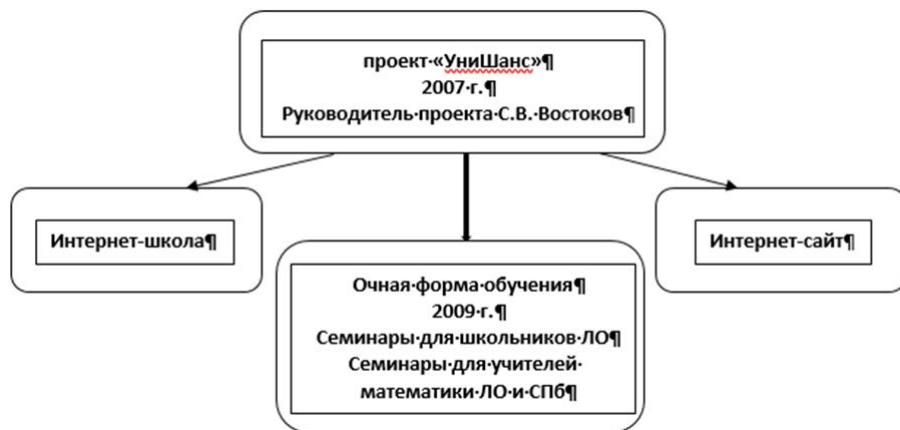 проект «УниШанс»¶
2007 г.¶
Руководитель проекта С.В. Востоков¶
Интернет-школа¶
Интернет-сайт¶
Очная форма обучения¶
2009 г.¶
Семинары для школьников ЛО¶
Семинары для учителей
математики ЛО и СПб¶